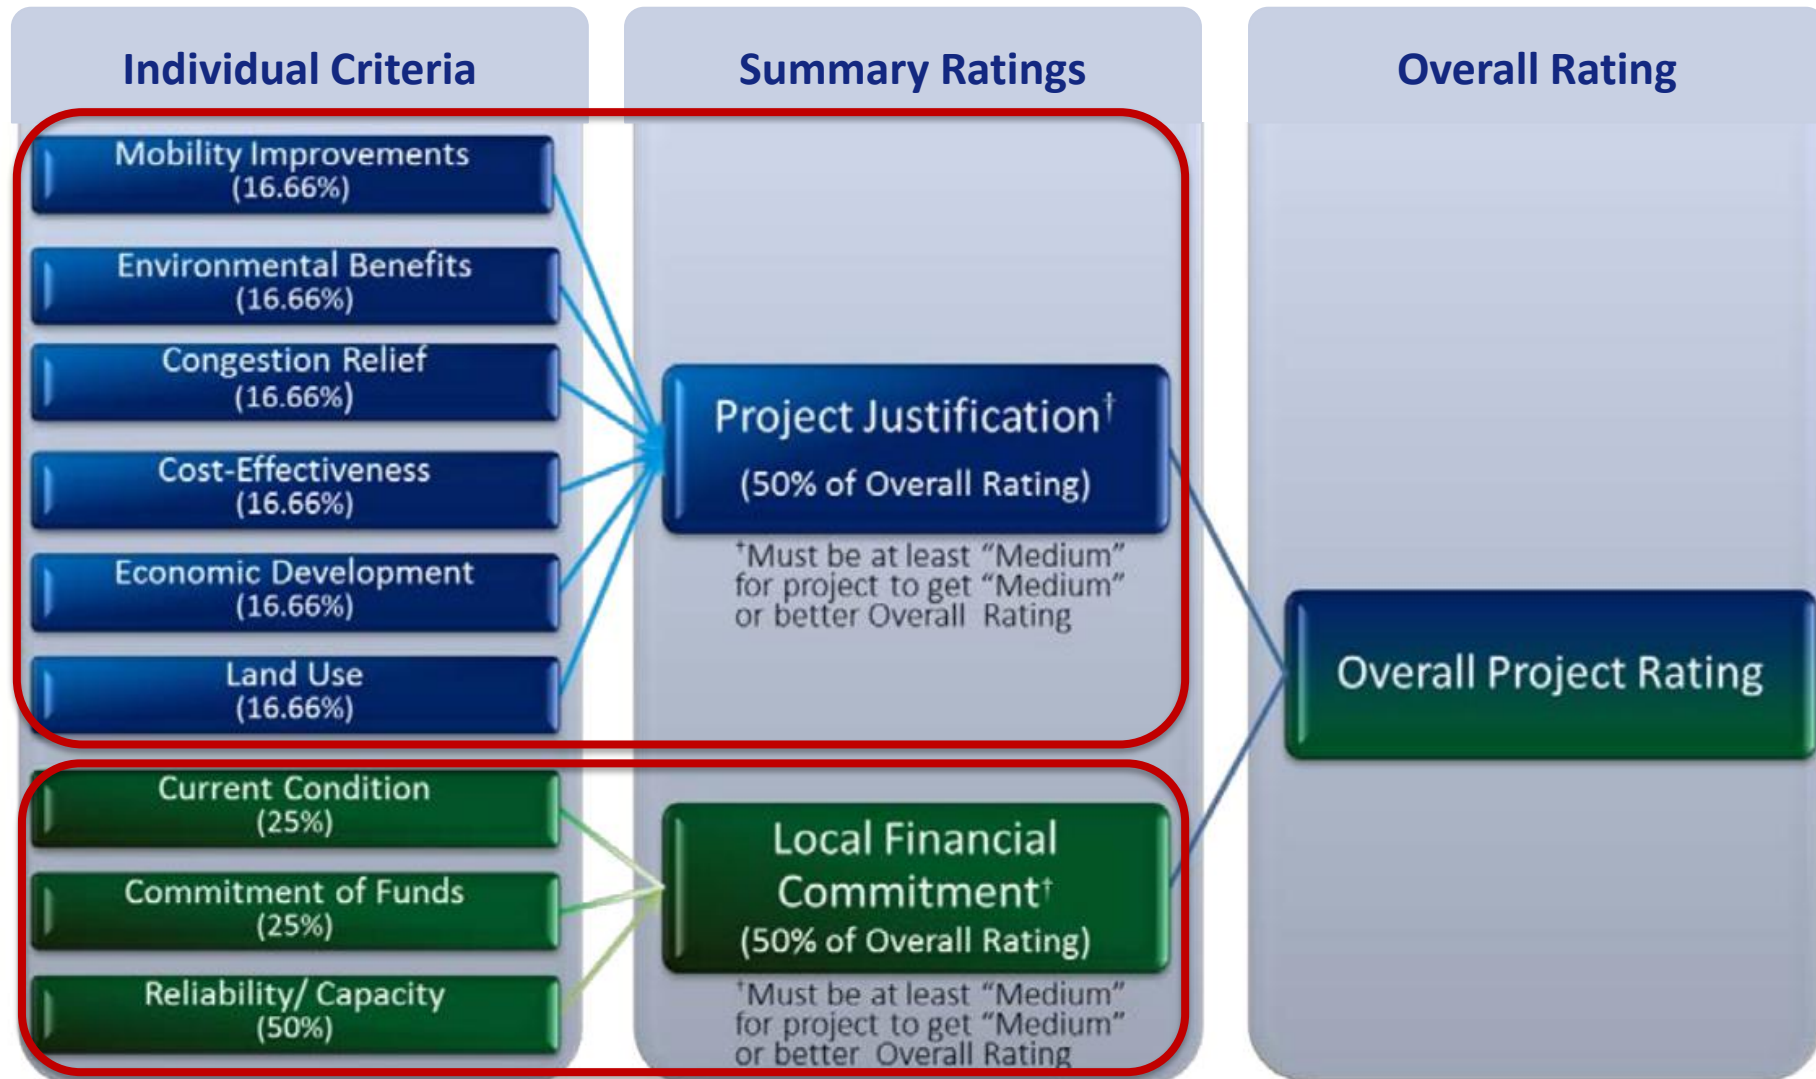 Individual Criteria
Summary Ratings
Overall Rating
Mobility Improvements
(16.66%)
Environmental Benefits
(16.66%)
Congestion Relief
(16.66%)
Cost-Effectiveness
(16.66%)
Economic Development
(16.66%)
Land Use
(16.66%)
Project Justification†
(50% of Overall Rating)
†Must be at least “Medium”
for project to get “Medium”
or better Overall Rating
Current Condition
(25%)
Commitment of Funds
(25%)
Reliability/ Capacity
(50%)
Local Financial
Commitment†
(50% of Overall Rating)
†Must be at least “Medium”
for project to get “Medium”
or better Overall Rating
Overall Project Rating